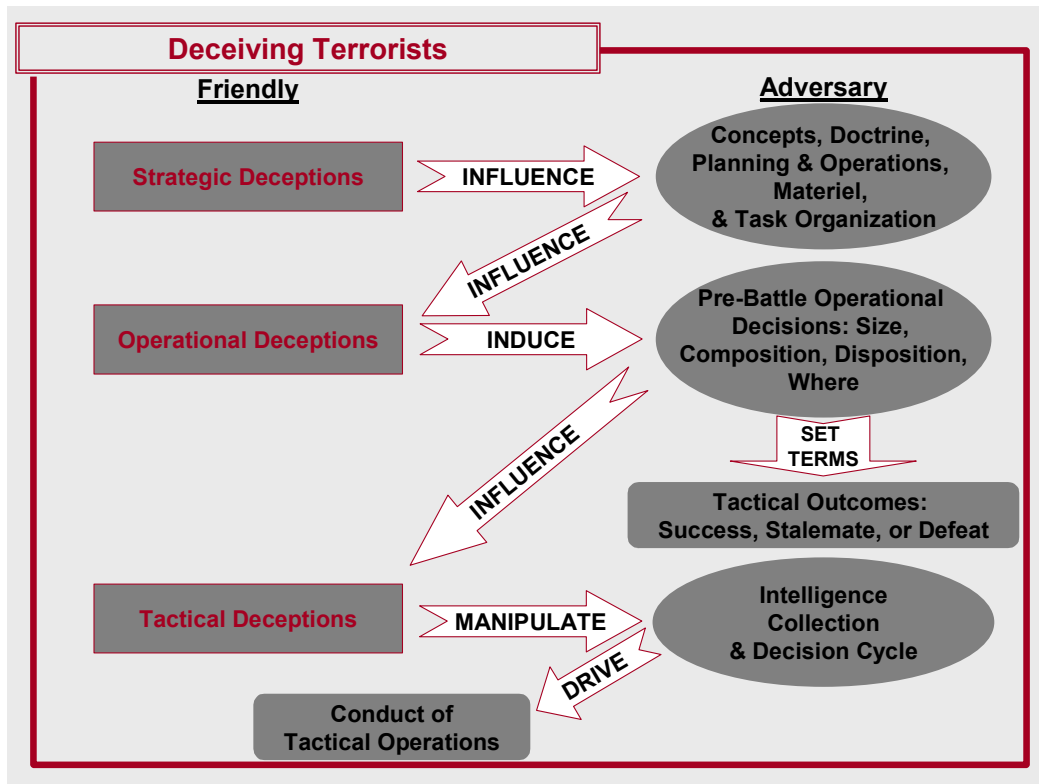 Deceiving Terrorists
Friendly
Adversary
Strategic Deceptions
INFLUENCE
Concepts, Doctrine,
Planning & Operations,
Materiel,
& Task Organization
INFLUENCE
Operational Deceptions
INDUCE
Pre-Battle Operational
Decisions: Size,
Composition, Disposition,
Where
INFLUENCE
SET
TERMS
Tactical Outcomes:
Success, Stalemate, or Defeat
Tactical Deceptions
MANIPULATE
Intelligence
Collection
& Decision Cycle
DRIVE
Conduct of
Tactical Operations